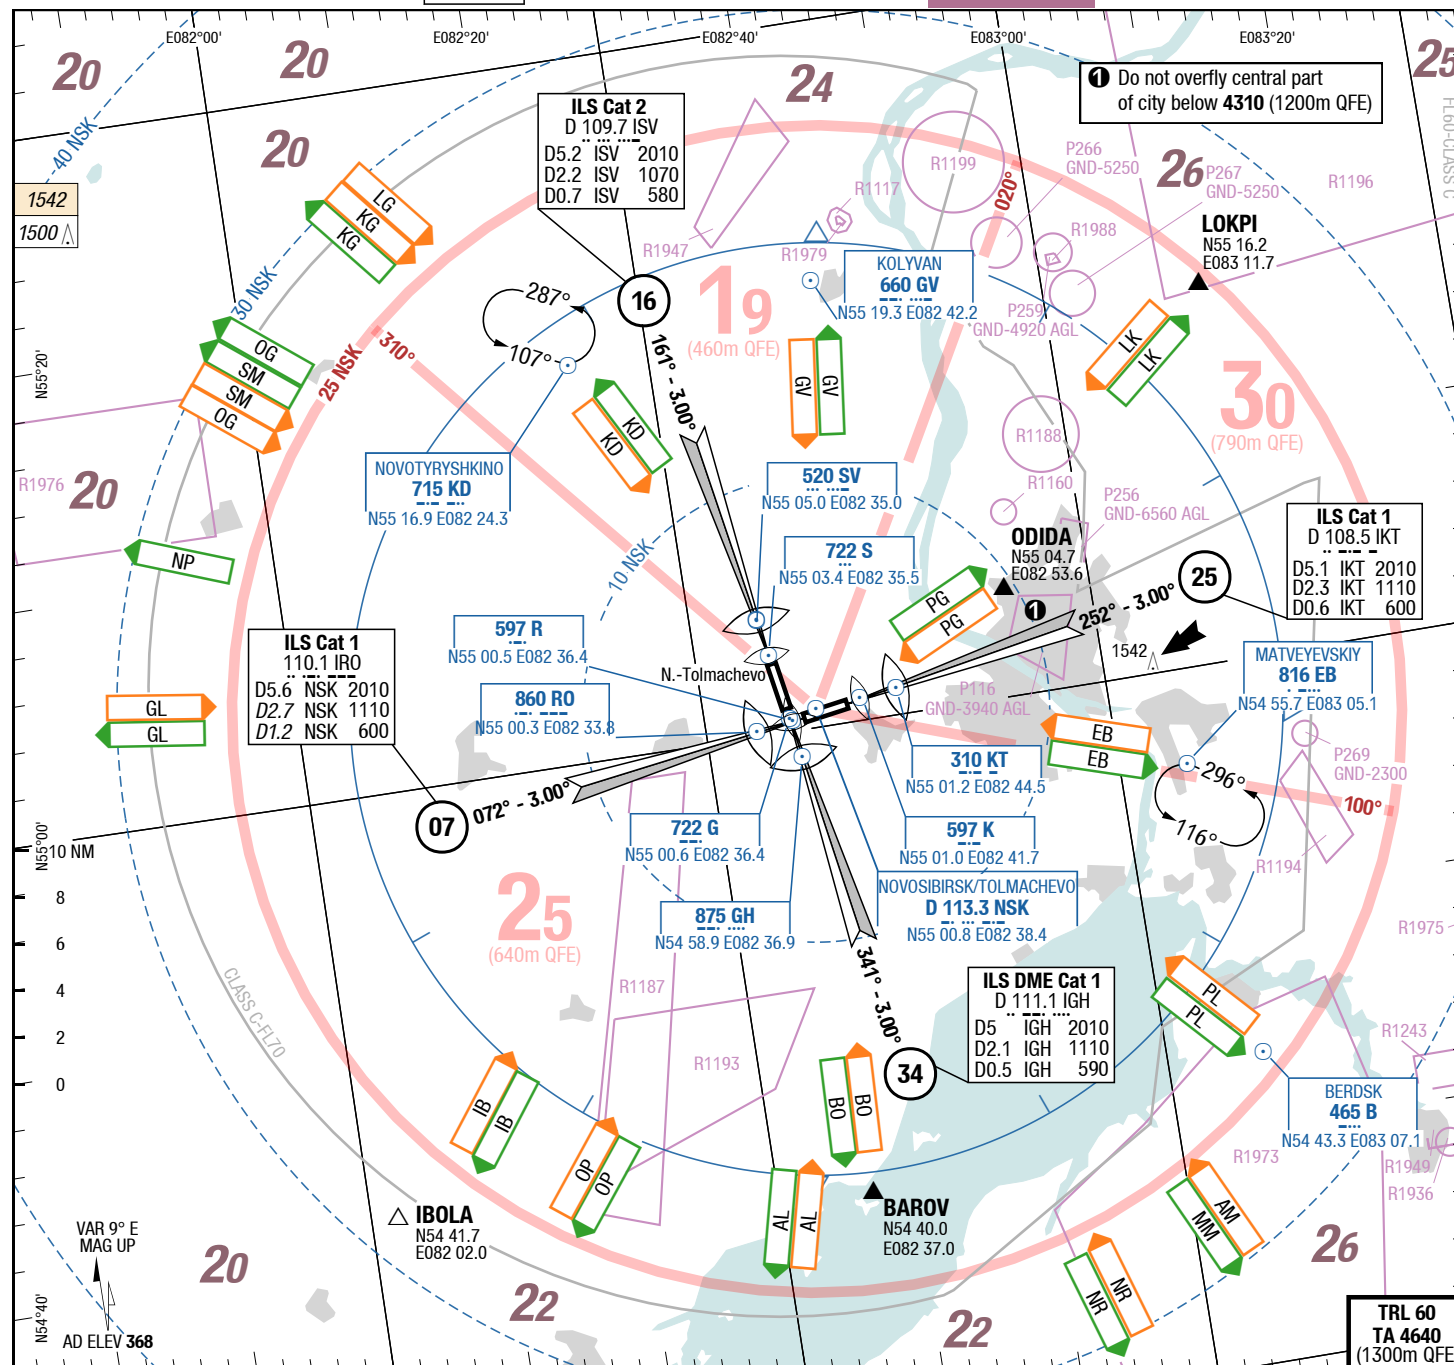 E082°00'
E082°20'
E082°40'
E083°00'
E083°20'
20
20
24
25
20
26
❶ Do not overfly central part
of city below 4310 (1200m QFE)
FL60-CLASS C
40 NSK
1542
1500
ILS Cat 2
D 109.7 ISV
D5.2 ISV 2010
D2.2 ISV 1070
D0.7 ISV 580
R1199
P266
GND-5250
P267
GND-5250
R1196
R1117
R1988
R1947
R1979
020°
LOKPI
N55 16.2
E083 11.7
LG
KG
KG
KOLYVAN
660 GV
N55 19.3 E082 42.2
P259
GND-4920 AGL
30 NSK
287°
107°
16
19
(460m QFE)
OG
SM
SM
OG
25 NSK
310°
161° - 3.00°
GV
GV
LK
LK
N55°20'
30
(790m QFE)
KD
KD
R1188
R1976
20
NOVOTYRYSHKINO
715 KD
N55 16.9 E082 24.3
520 SV
N55 05.0 E082 35.0
R1160
P256
GND-6560 AGL
ILS Cat 1
D 108.5 IKT
D5.1 IKT 2010
D2.3 IKT 1110
D0.6 IKT 600
722 S
N55 03.4 E082 35.5
10 NSK
ODIDA
N55 04.7
E082 53.6
NP
25
252° - 3.00°
PG
PG
1
597 R
N55 00.5 E082 36.4
ILS Cat 1
110.1 IRO
D5.6 NSK 2010
D2.7 NSK 1110
D1.2 NSK 600
N.-Tolmachevo
1542
MATVEYEVSKIY
816 EB
N54 55.7 E083 05.1
860 RO
N55 00.3 E082 33.8
P116
GND-3940 AGL
GL
GL
EB
EB
P269
GND-2300
310 KT
N55 01.2 E082 44.5
296°
116°
100°
07
072° - 3.00°
722 G
N55 00.6 E082 36.4
597 K
N55 01.0 E082 41.7
N55°00'
10 NM
8
6
4
2
0
R1194
25
(640m QFE)
875 GH
N54 58.9 E082 36.9
NOVOSIBIRSK/TOLMACHEVO
D 113.3 NSK
N55 00.8 E082 38.4
R1975
CLASS C-FL70
R1187
341° - 3.00°
ILS DME Cat 1
D 111.1 IGH
D5 IGH 2010
D2.1 IGH 1110
D0.5 IGH 590
PL
PL
R1243
R1193
34
BERDSK
465 B
N54 43.3 E083 07.1
IB
IB
BO
BO
OP
OP
R1973
R1949
R1936
IBOLA
N54 41.7
E082 02.0
AL
AL
BAROV
N54 40.0
E082 37.0
AM
MM
VAR 9° E
MAG UP
20
22
22
26
NR
NR
N54°40'
AD ELEV 368
TRL 60
TA 4640
(1300m QFE